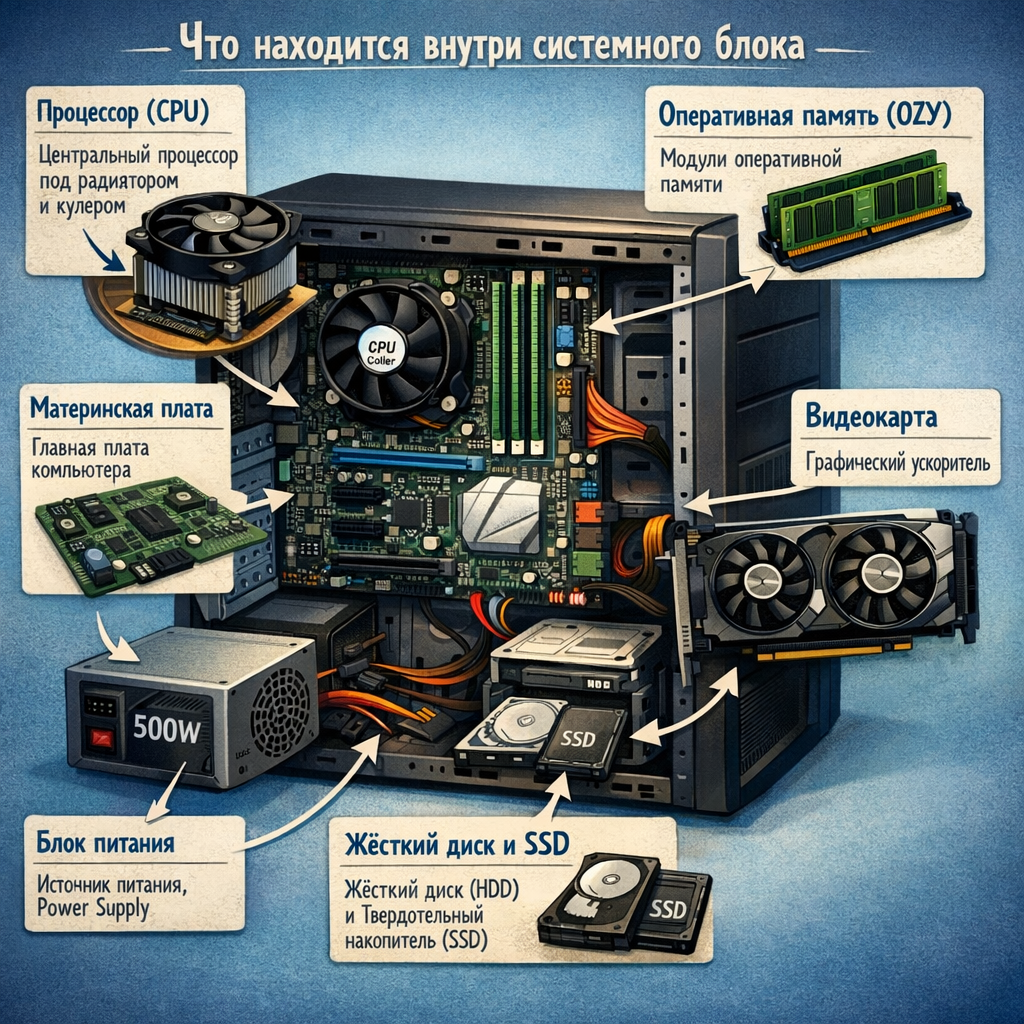 Что находится внутри системного блока
Процессор (CPU)
Центральный процессор
под радиатором
и кулером
Оперативная память (OZУ)
Модули оперативной
памяти
CPU
Coller
Материнская плата
Главная плата
компьютера
Видеокарта
Графический ускоритель
500W
HDD
SSD
Блок питания
Источник питания,
Power Supply
Жёсткий диск и SSD
Жёсткий диск (HDD)
и Твердотельный
накопитель (SSD)
SSD